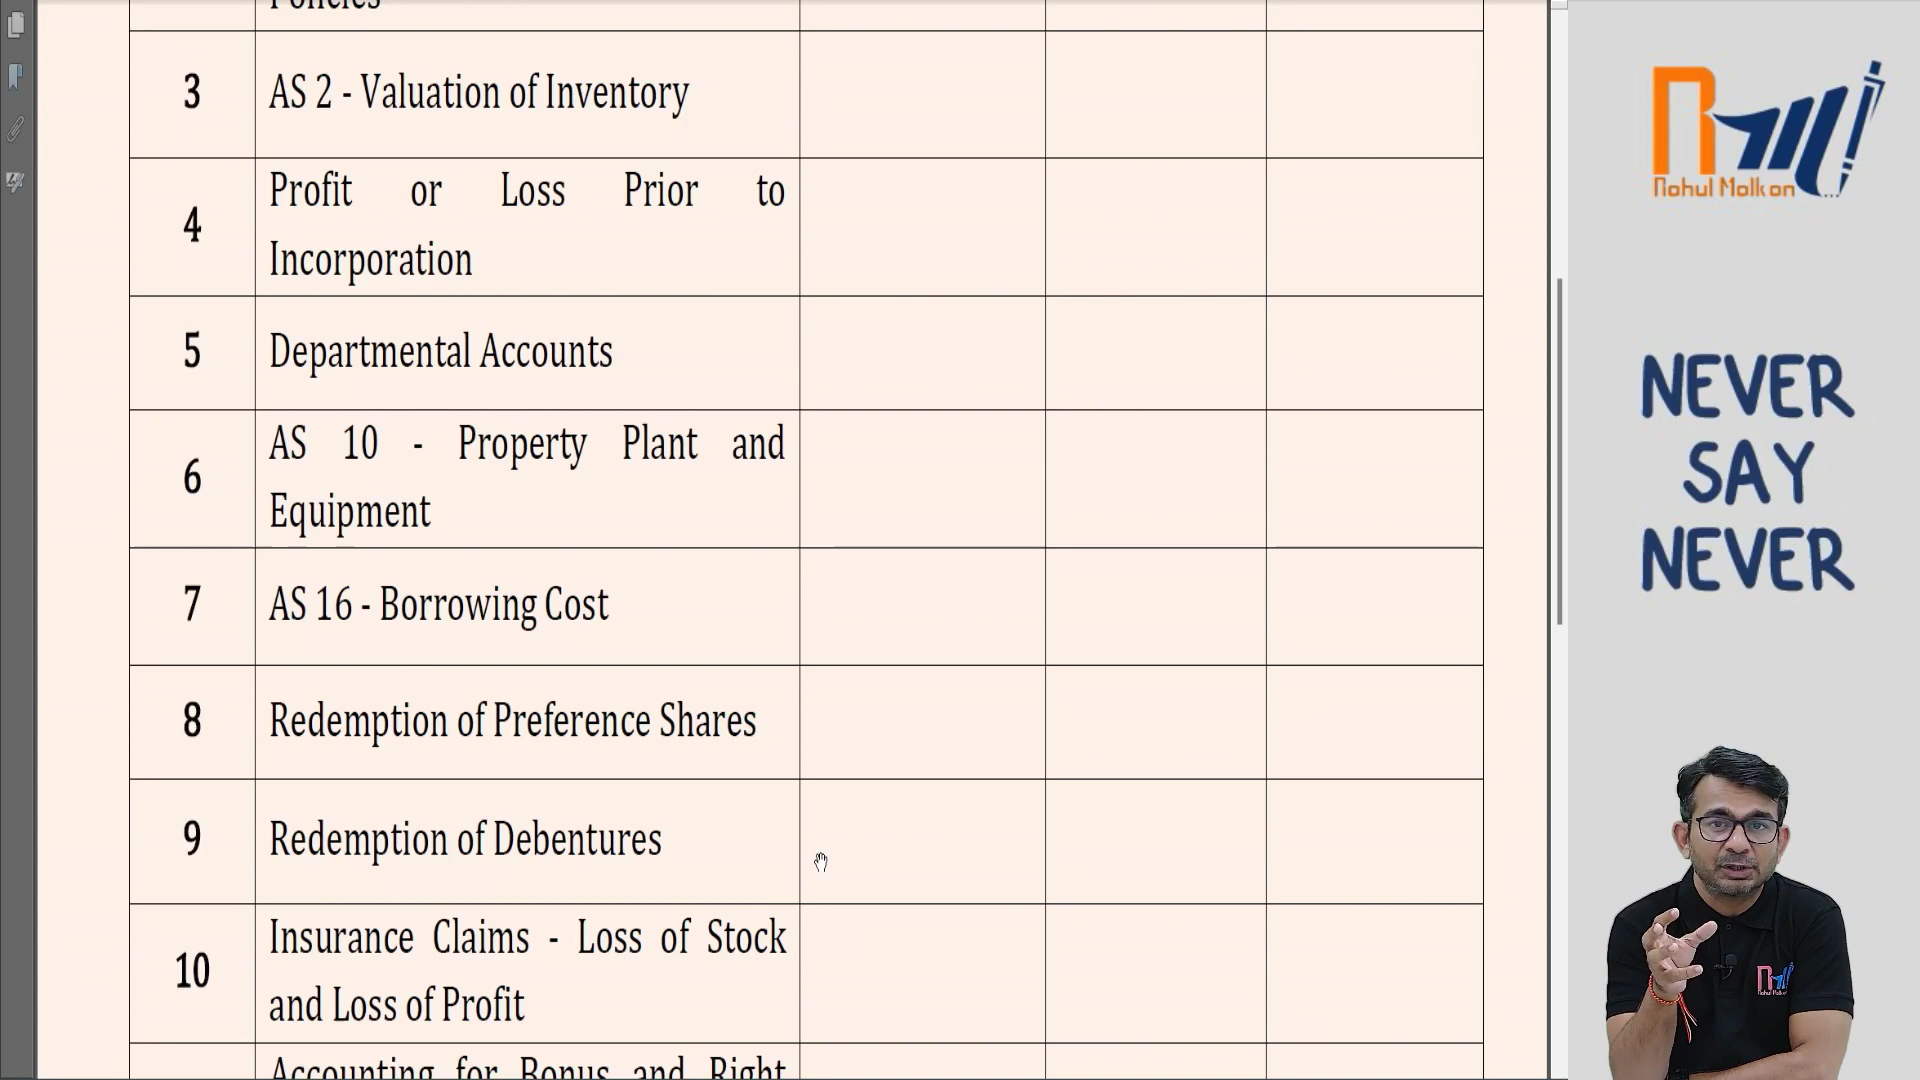 Policies
3
AS 2 - Valuation of Inventory
4
Profit or Loss Prior to
Incorporation
5
Departmental Accounts
6
AS 10 - Property Plant and
Equipment
7
AS 16 - Borrowing Cost
8
Redemption of Preference Shares
9
Redemption of Debentures
10
Insurance Claims - Loss of Stock
and Loss of Profit
Accounting for Bonus and Right
Rahul Malkan
NEVER
SAY
NEVER